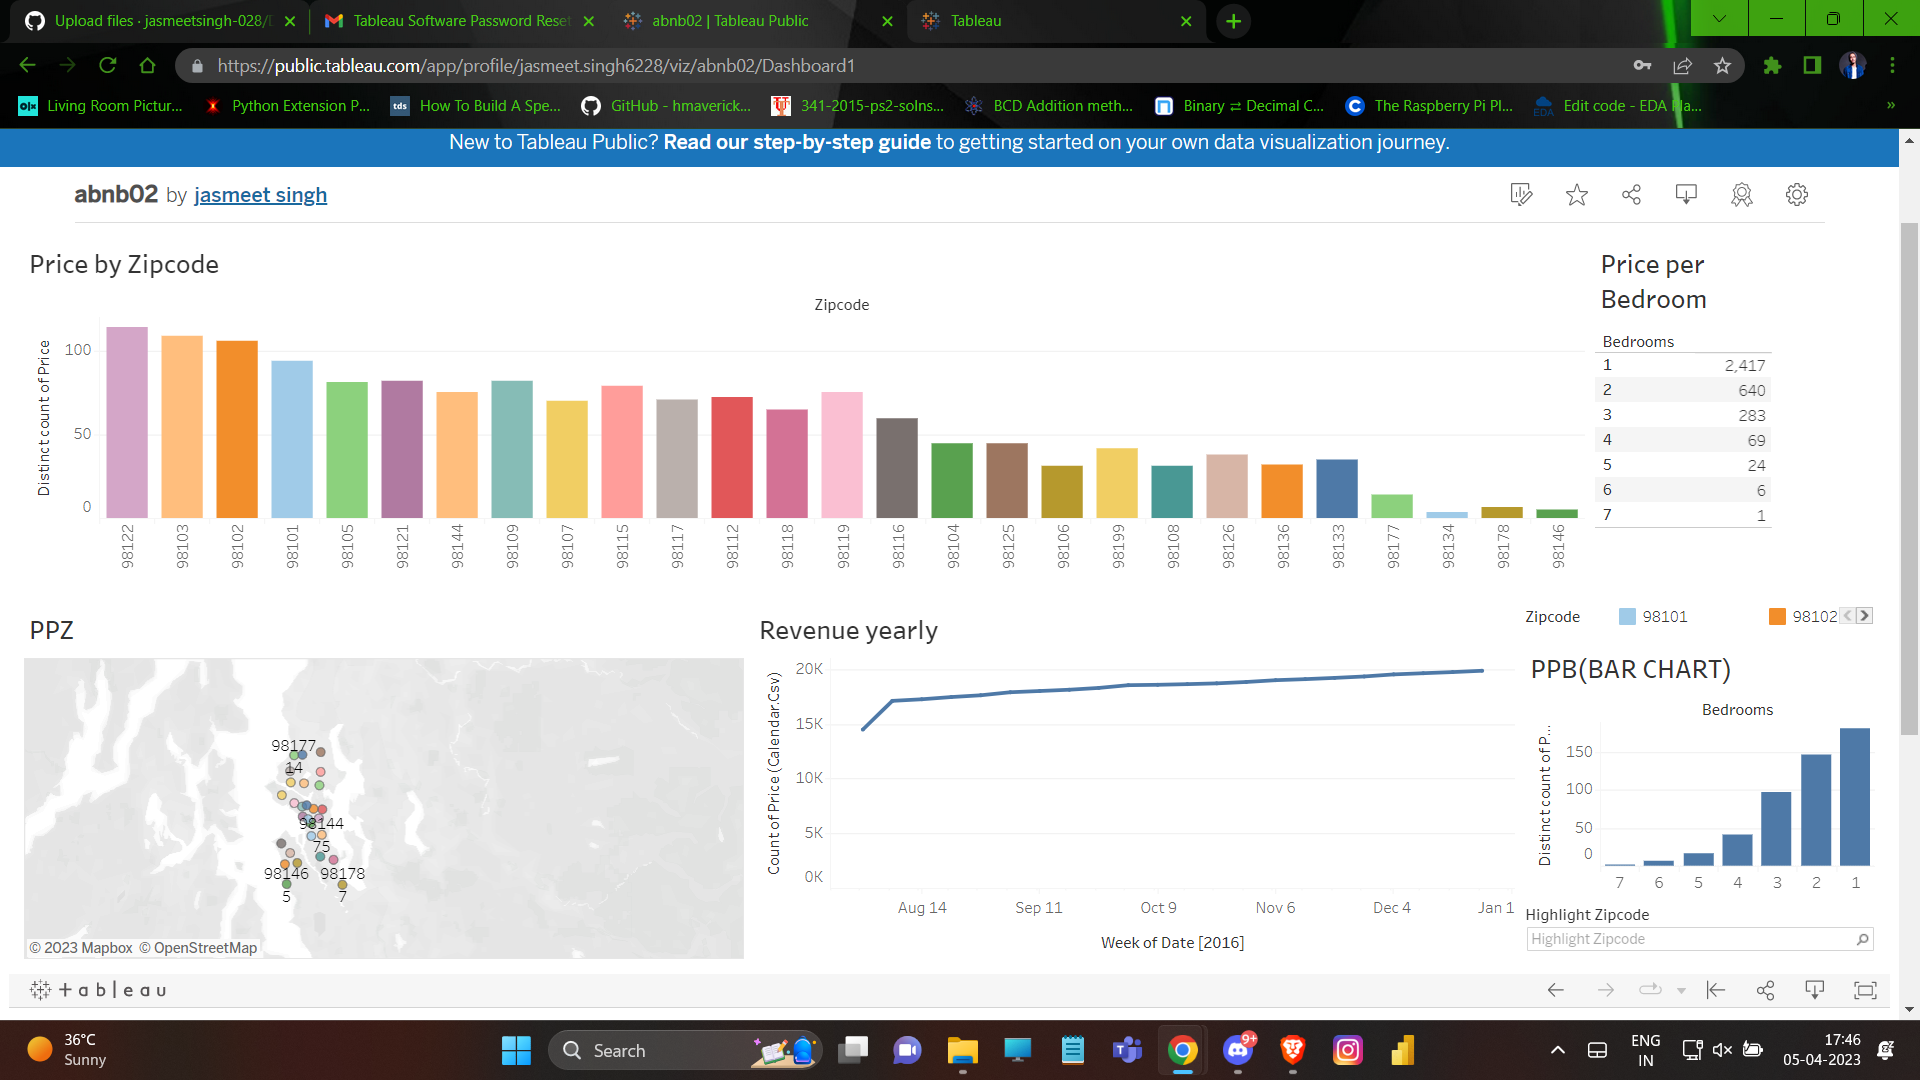 Upload files · jasmeetsingh-028/D
Tableau Software Password Reset
abnb02 | Tableau Public
Tableau
https://public.tableau.com/app/profile/jasmeet.singh6228/viz/abnb02/Dashboard1
olx
Living Room Pictur...
Python Extension P...
tds
How To Build A Spe...
GitHub - hmaverick...
341-2015-ps2-solns...
BCD Addition meth...
Binary ⇄ Decimal C...
The Raspberry Pi Pl...
EDA
Edit code - EDA Pla...
»
New to Tableau Public? Read our step-by-step guide to getting started on your own data visualization journey.
abnb02 by jasmeet singh
Price by Zipcode
Zipcode
Distinct count of Price
100
50
0
98122
98103
98102
98101
98105
98121
98144
98109
98107
98115
98117
98112
98118
98119
98116
98104
98125
98106
98199
98108
98126
98136
98133
98177
98134
98178
98146
Price per
Bedroom
Bedrooms
1 2,417
2 640
3 283
4 69
5 24
6 6
7 1
Zipcode 98101 98102
PPZ
98177
14
98144
75
98146 98178
5 7
© 2023 Mapbox © OpenStreetMap
Revenue yearly
Count of Price (Calendar.Csv)
20K
15K
10K
5K
0K
Aug 14 Sep 11 Oct 9 Nov 6 Dec 4 Jan 1
Week of Date [2016]
PPB(BAR CHART)
Bedrooms
Distinct count of P...
150
100
50
0
7 6 5 4 3 2 1
Highlight Zipcode
Highlight Zipcode
+ a b | e a u
36°C
Sunny
Search
9+
ENG
IN
17:46
05-04-2023